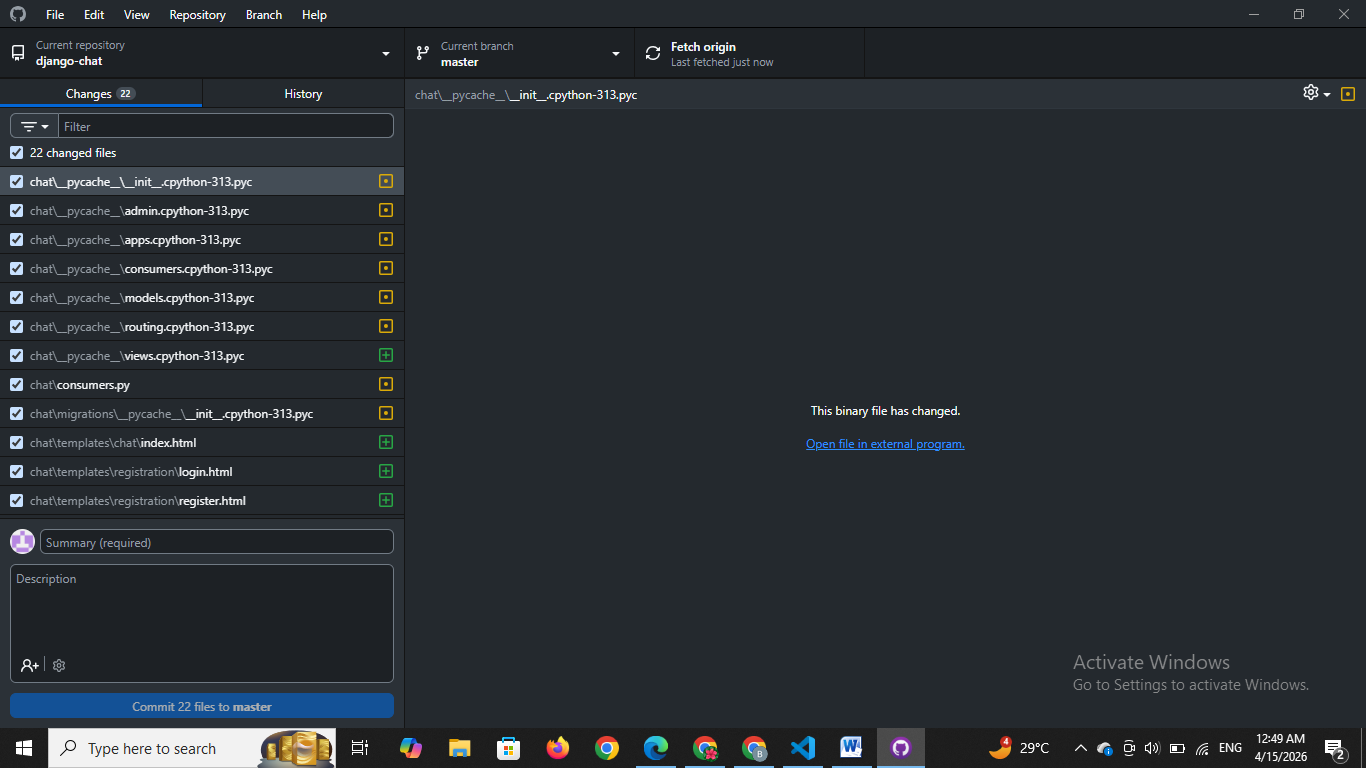 File Edit View Repository Branch Help
Current repository
django-chat
Current branch
master
Fetch origin
Last fetched just now
Changes 22
History
chat\__pycache__\__init__.cpython-313.pyc
Filter
22 changed files
chat\__pycache__\__init__.cpython-313.pyc
chat\__pycache__\admin.cpython-313.pyc
chat\__pycache__\apps.cpython-313.pyc
chat\__pycache__\consumers.cpython-313.pyc
chat\__pycache__\models.cpython-313.pyc
chat\__pycache__\routing.cpython-313.pyc
chat\__pycache__\views.cpython-313.pyc
chat\consumers.py
chat\migrations\__pycache__\__init__.cpython-313.pyc
chat\templates\chat\index.html
chat\templates\registration\login.html
chat\templates\registration\register.html
This binary file has changed.
Open file in external program.
Summary (required)
Description
Commit 22 files to master
Activate Windows
Go to Settings to activate Windows.
Type here to search
B
W
4
29°C
ENG
12:49 AM
4/15/2026
2